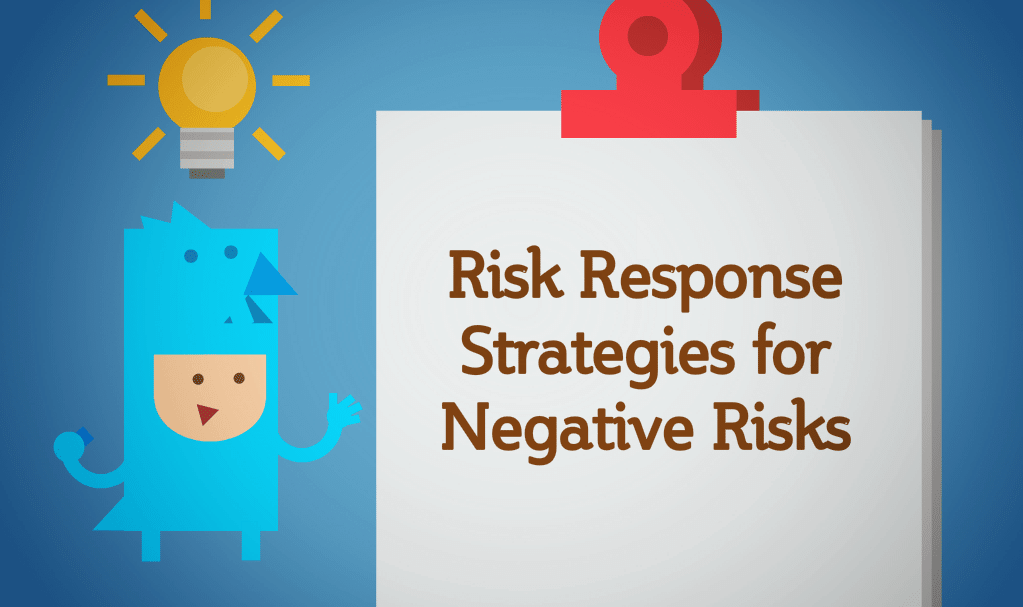 Risk Response
Strategies for
Negative Risks